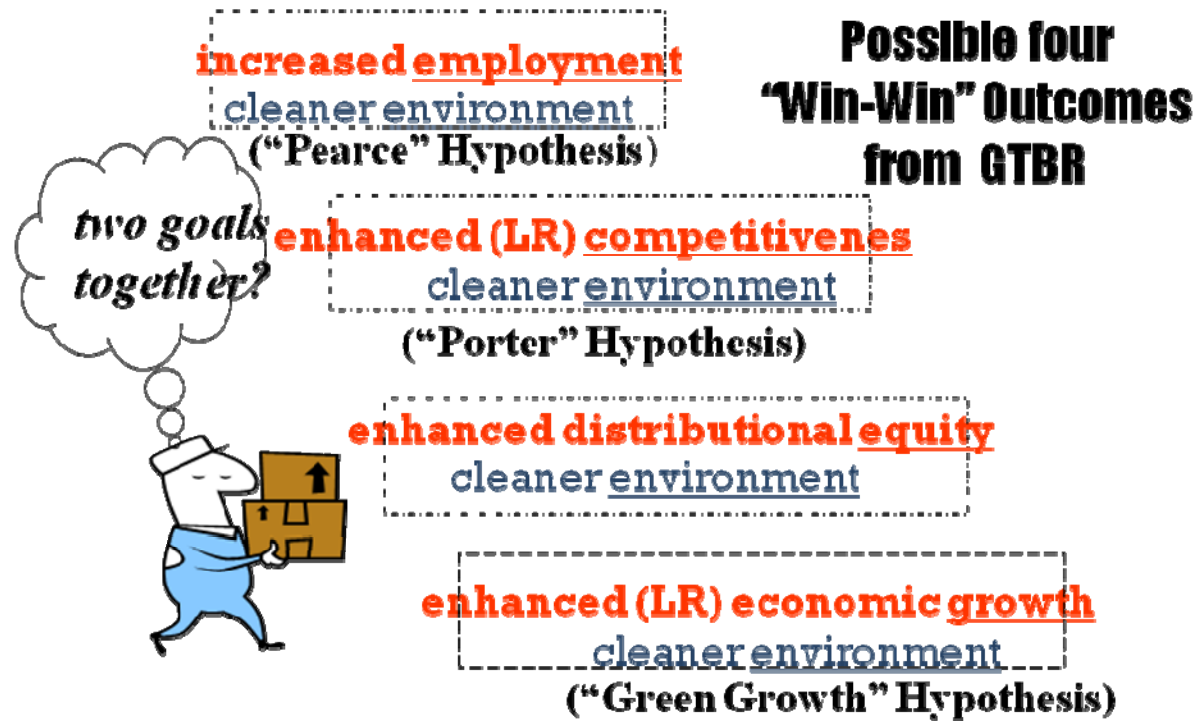 Possible four
“Win-Win” Outcomes
from GTBR
increased employment
cleaner environment
(“Pearce” Hypothesis)
two goals
together?
enhanced (LR) competitivenes
cleaner environment
(“Porter” Hypothesis)
enhanced distributional equity
cleaner environment
enhanced (LR) economic growth
cleaner environment
(“Green Growth” Hypothesis)